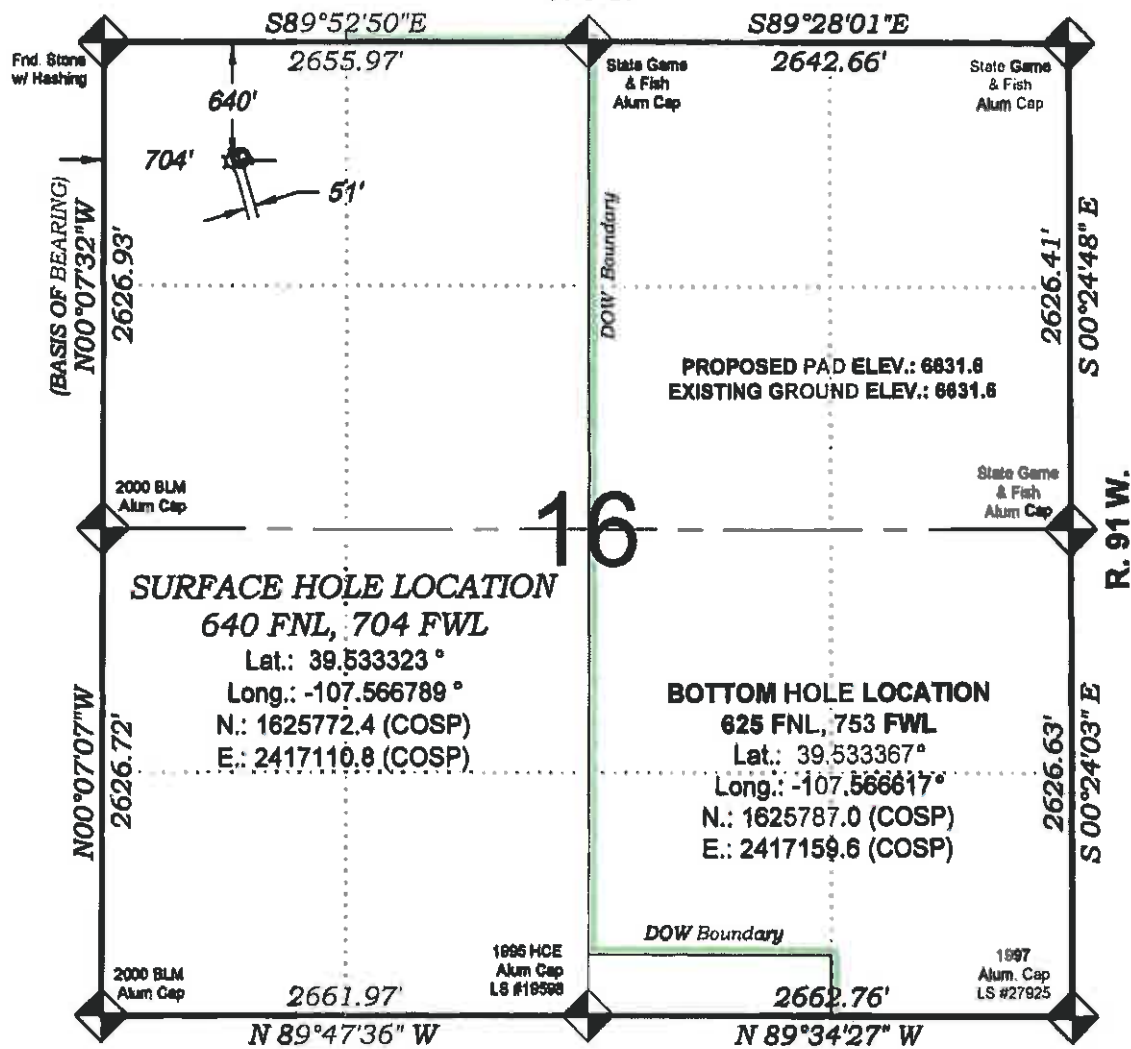 S89°52'50"E
S89°28'01"E
2655.97'
2642.66'
Fnd. Stone
w/ Hashing
State Game
& Fish
Alum Cap
State Game
& Fish
Alum Cap
640'
704'
51'
(BASIS OF BEARING)
N00°07'32"W
2626.93'
DOW Boundary
2626.41'
S 00°24'48" E
PROPOSED PAD ELEV.: 6631.6
EXISTING GROUND ELEV.: 6631.6
2000 BLM
Alum Cap
State Game
& Fish
Alum Cap
16
R. 91 W.
SURFACE HOLE LOCATION
640 FNL, 704 FWL
Lat.: 39.533323 °
Long.: -107.566789 °
N.: 1625772.4 (COSP)
E.: 2417110.8 (COSP)
BOTTOM HOLE LOCATION
625 FNL, 753 FWL
Lat.: 39.533367°
Long.: -107.566617°
N.: 1625787.0 (COSP)
E.: 2417159.6 (COSP)
N00°07'07"W
2626.72'
2626.63'
S 00°24'03" E
DOW Boundary
2000 BLM
Alum Cap
1995 HCE
Alum Cap
LS #19598
1997
Alum. Cap
LS #27925
2661.97'
2662.76'
N 89°47'36" W
N 89°34'27" W